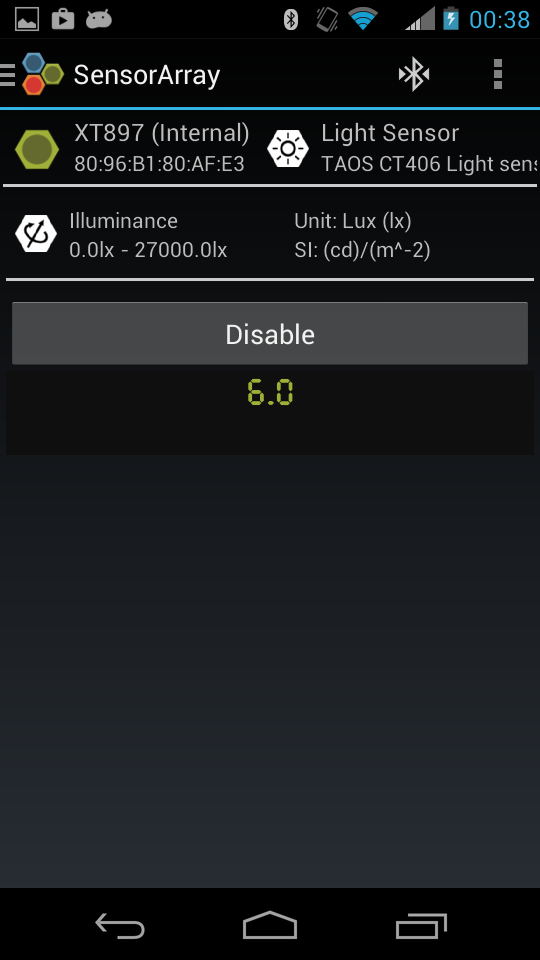 00:38
SensorArray
XT897 (Internal)
80:96:B1:80:AF:E3
Light Sensor
TAOS CT406 Light sens
Illuminance
0.0lx - 27000.0lx
Unit: Lux (lx)
SI: (cd)/(m^-2)
Disable
6.0